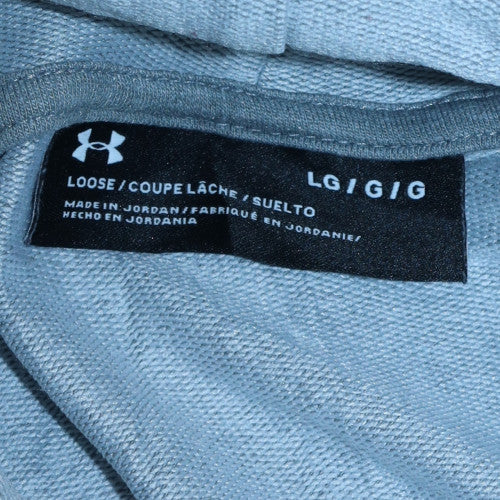 LOOSE / COUPE LÂCHE / SUELTO
LG / G / G
MADE IN: JORDAN / FABRIQUÉ EN JORDANIE/
HECHO EN JORDANIA